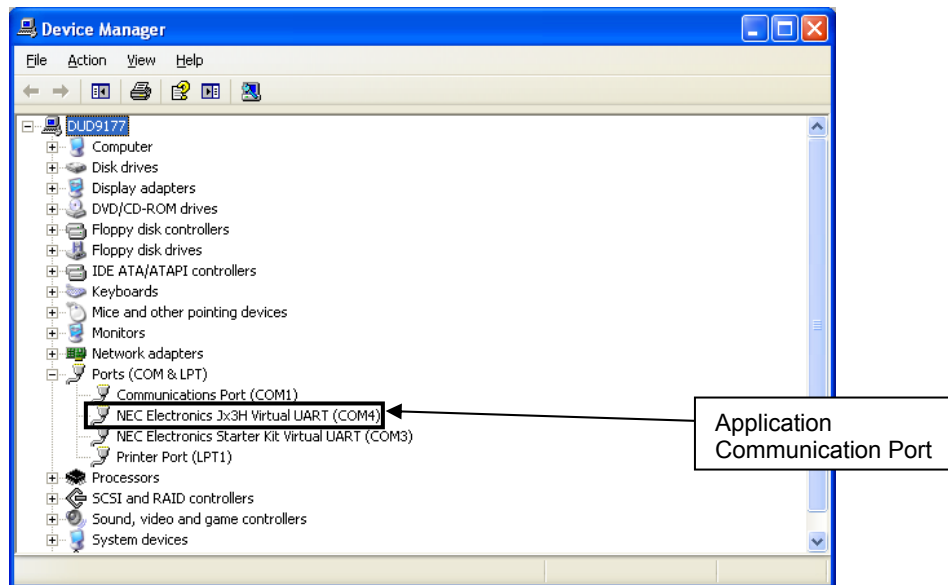 Device Manager
File Action View Help
DUD9177
Computer
Disk drives
Display adapters
DVD/CD-ROM drives
Floppy disk controllers
Floppy disk drives
IDE ATA/ATAPI controllers
Keyboards
Mice and other pointing devices
Monitors
Network adapters
Ports (COM & LPT)
Communications Port (COM1)
NEC Electronics Jx3H Virtual UART (COM4)
NEC Electronics Starter Kit Virtual UART (COM3)
Printer Port (LPT1)
Processors
SCSI and RAID controllers
Sound, video and game controllers
System devices
Application
Communication Port